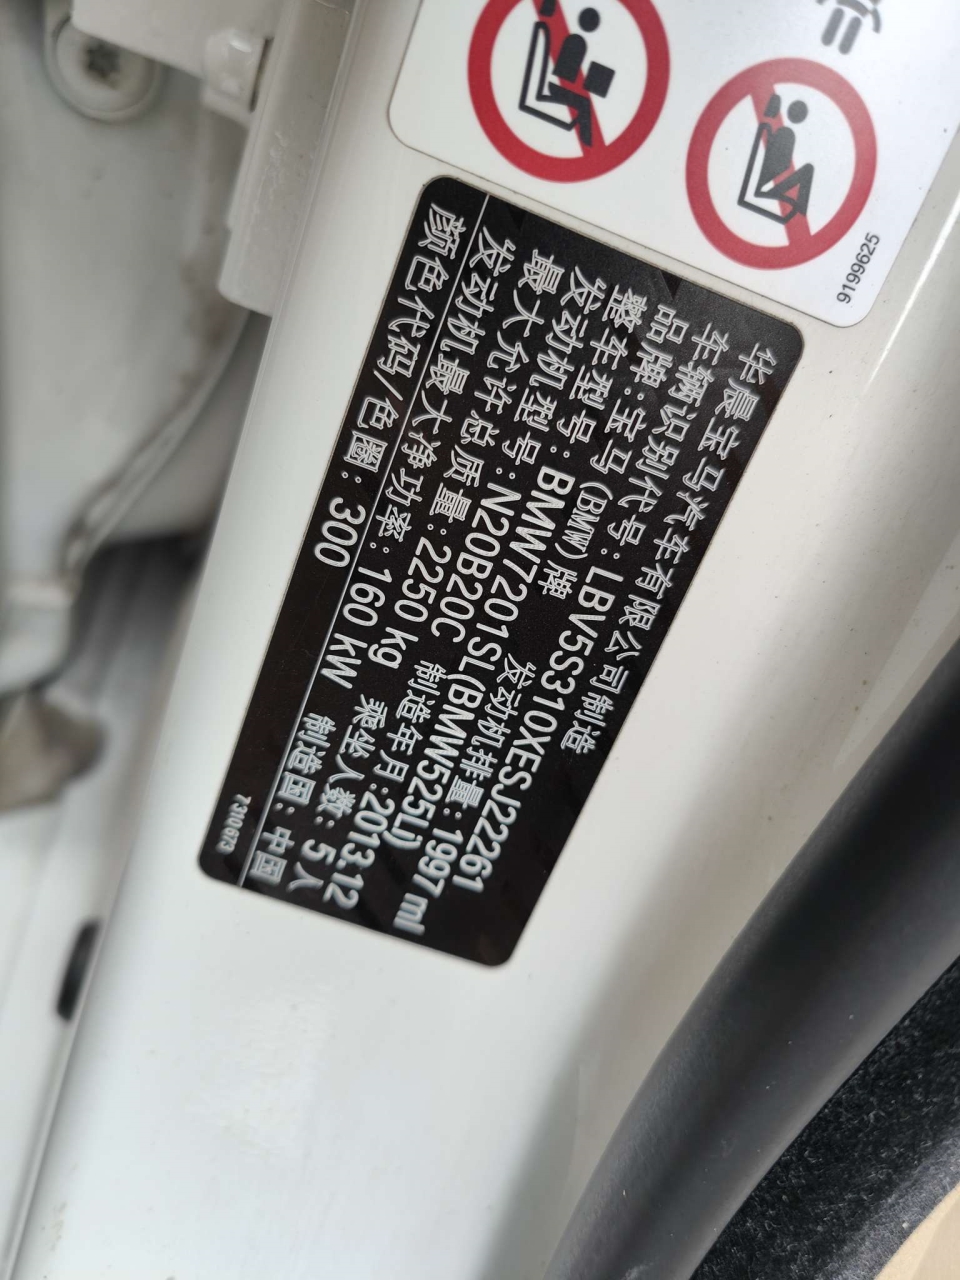 9199625
华晨宝马汽车有限公司制造
车辆识别代号: LBV5S310XESJ22261
品牌: 宝马 (BMW) 牌 发动机排量: 1997 ml
整车型号: BMW7201SL(BMW525Li)
发动机型号: N20B20C 制造年月: 2013.12
最大允许总质量: 2250 kg 乘坐人数: 5 人
发动机最大净功率: 160 kW 制造国: 中国
颜色代码/色圈: 300
7310673